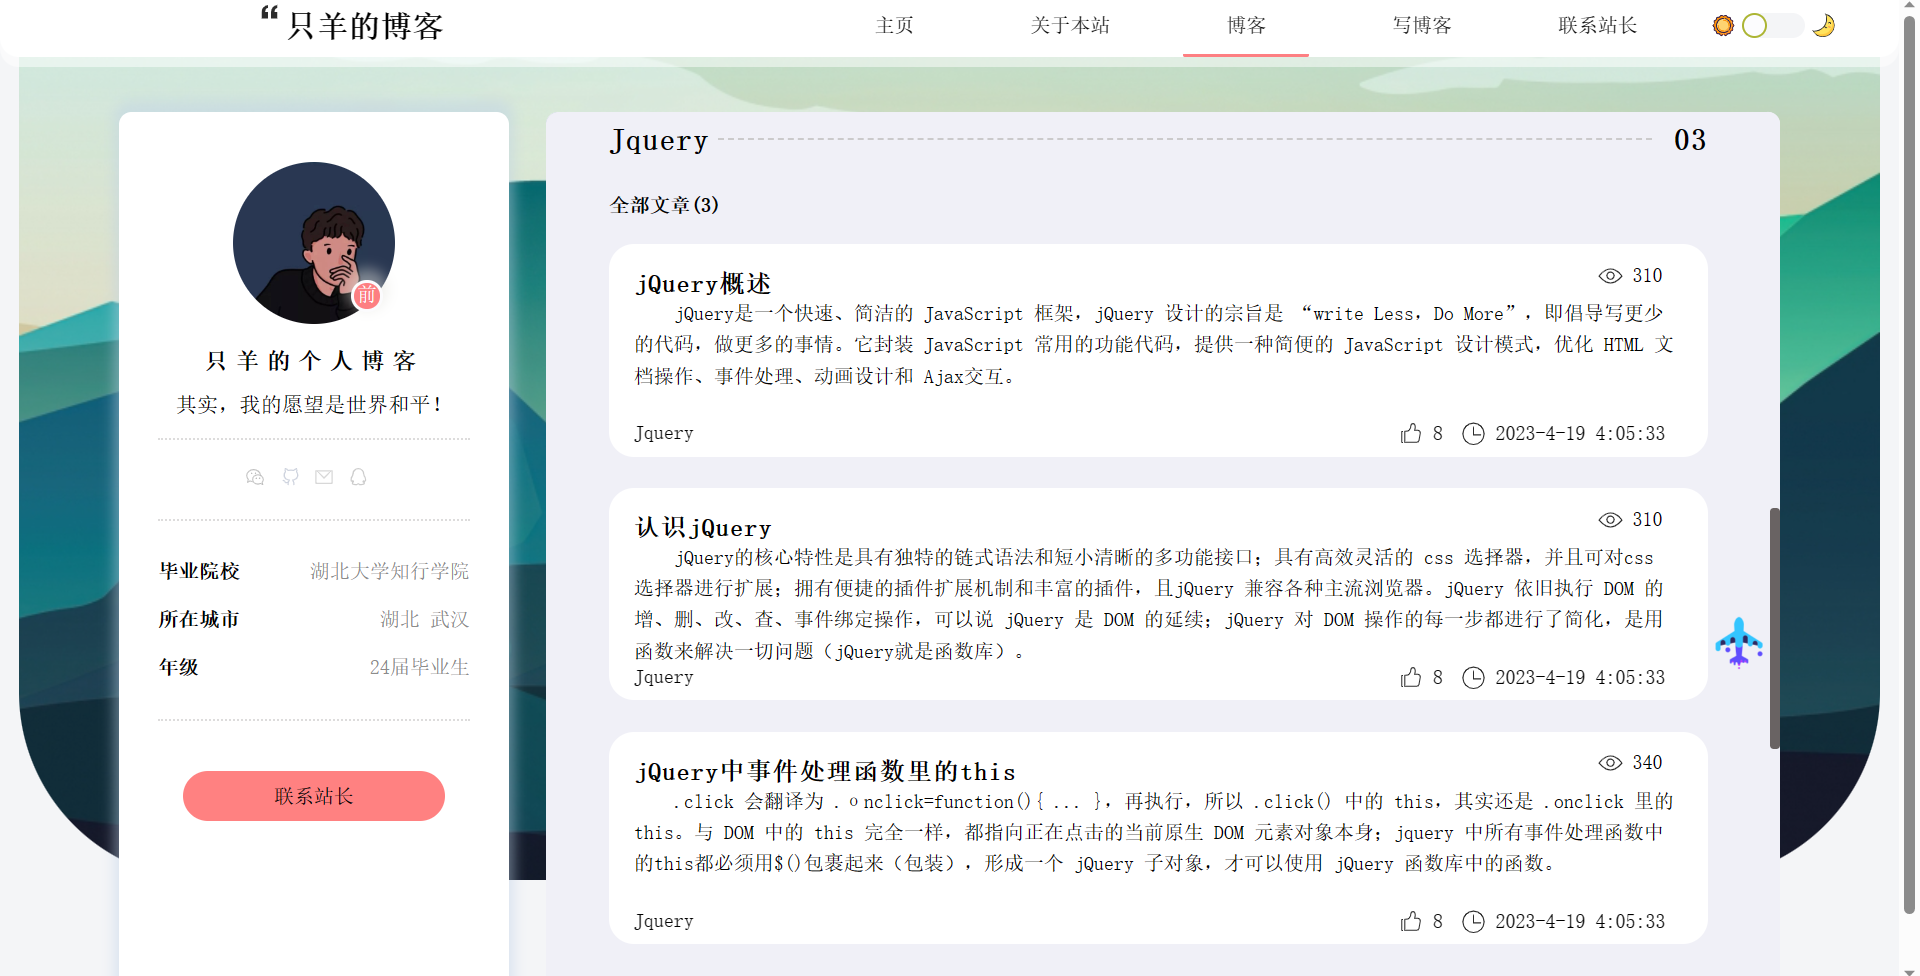 “ 只羊的博客
主页 关于本站 博客 写博客 联系站长
前
只羊的个人博客
其实，我的愿望是世界和平！
毕业院校 湖北大学知行学院
所在城市 湖北 武汉
年级 24届毕业生
联系站长
Jquery 03
全部文章(3)
jQuery概述 310
jQuery是一个快速、简洁的 JavaScript 框架，jQuery 设计的宗旨是 “write Less，Do More”，即倡导写更少
的代码，做更多的事情。它封装 JavaScript 常用的功能代码，提供一种简便的 JavaScript 设计模式，优化 HTML 文
档操作、事件处理、动画设计和 Ajax交互。
Jquery 8 2023-4-19 4:05:33
认识jQuery 310
jQuery的核心特性是具有独特的链式语法和短小清晰的多功能接口；具有高效灵活的 css 选择器，并且可对css
选择器进行扩展；拥有便捷的插件扩展机制和丰富的插件，且jQuery 兼容各种主流浏览器。jQuery 依旧执行 DOM 的
增、删、改、查、事件绑定操作，可以说 jQuery 是 DOM 的延续；jQuery 对 DOM 操作的每一步都进行了简化，是用
函数来解决一切问题（jQuery就是函数库）。
Jquery 8 2023-4-19 4:05:33
jQuery中事件处理函数里的this 340
.click 会翻译为 .οnclick=function(){ ... }，再执行，所以 .click() 中的 this，其实还是 .onclick 里的
this。与 DOM 中的 this 完全一样，都指向正在点击的当前原生 DOM 元素对象本身；jquery 中所有事件处理函数中
的this都必须用$()包裹起来（包装），形成一个 jQuery 子对象，才可以使用 jQuery 函数库中的函数。
Jquery 8 2023-4-19 4:05:33